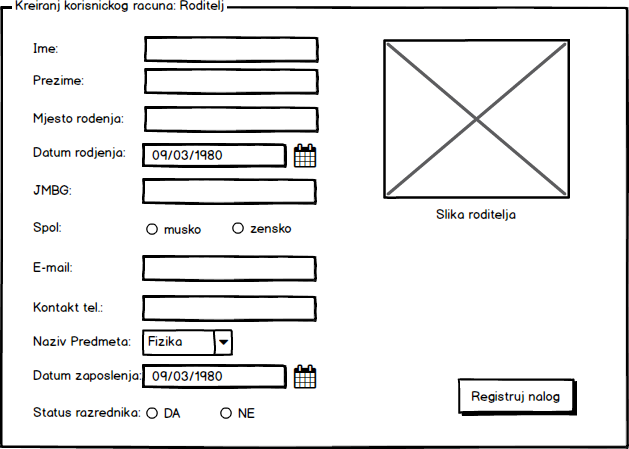 Kreiranj korisnickog racuna: Roditelj
Ime:
Prezime:
Mjesto rodenja:
Datum rodjenja: 09/03/1980
JMBG:
Spol: musko zensko
E-mail:
Kontakt tel.:
Naziv Predmeta: Fizika
Datum zaposlenja: 09/03/1980
Status razrednika: DA NE
Slika roditelja
Registruj nalog